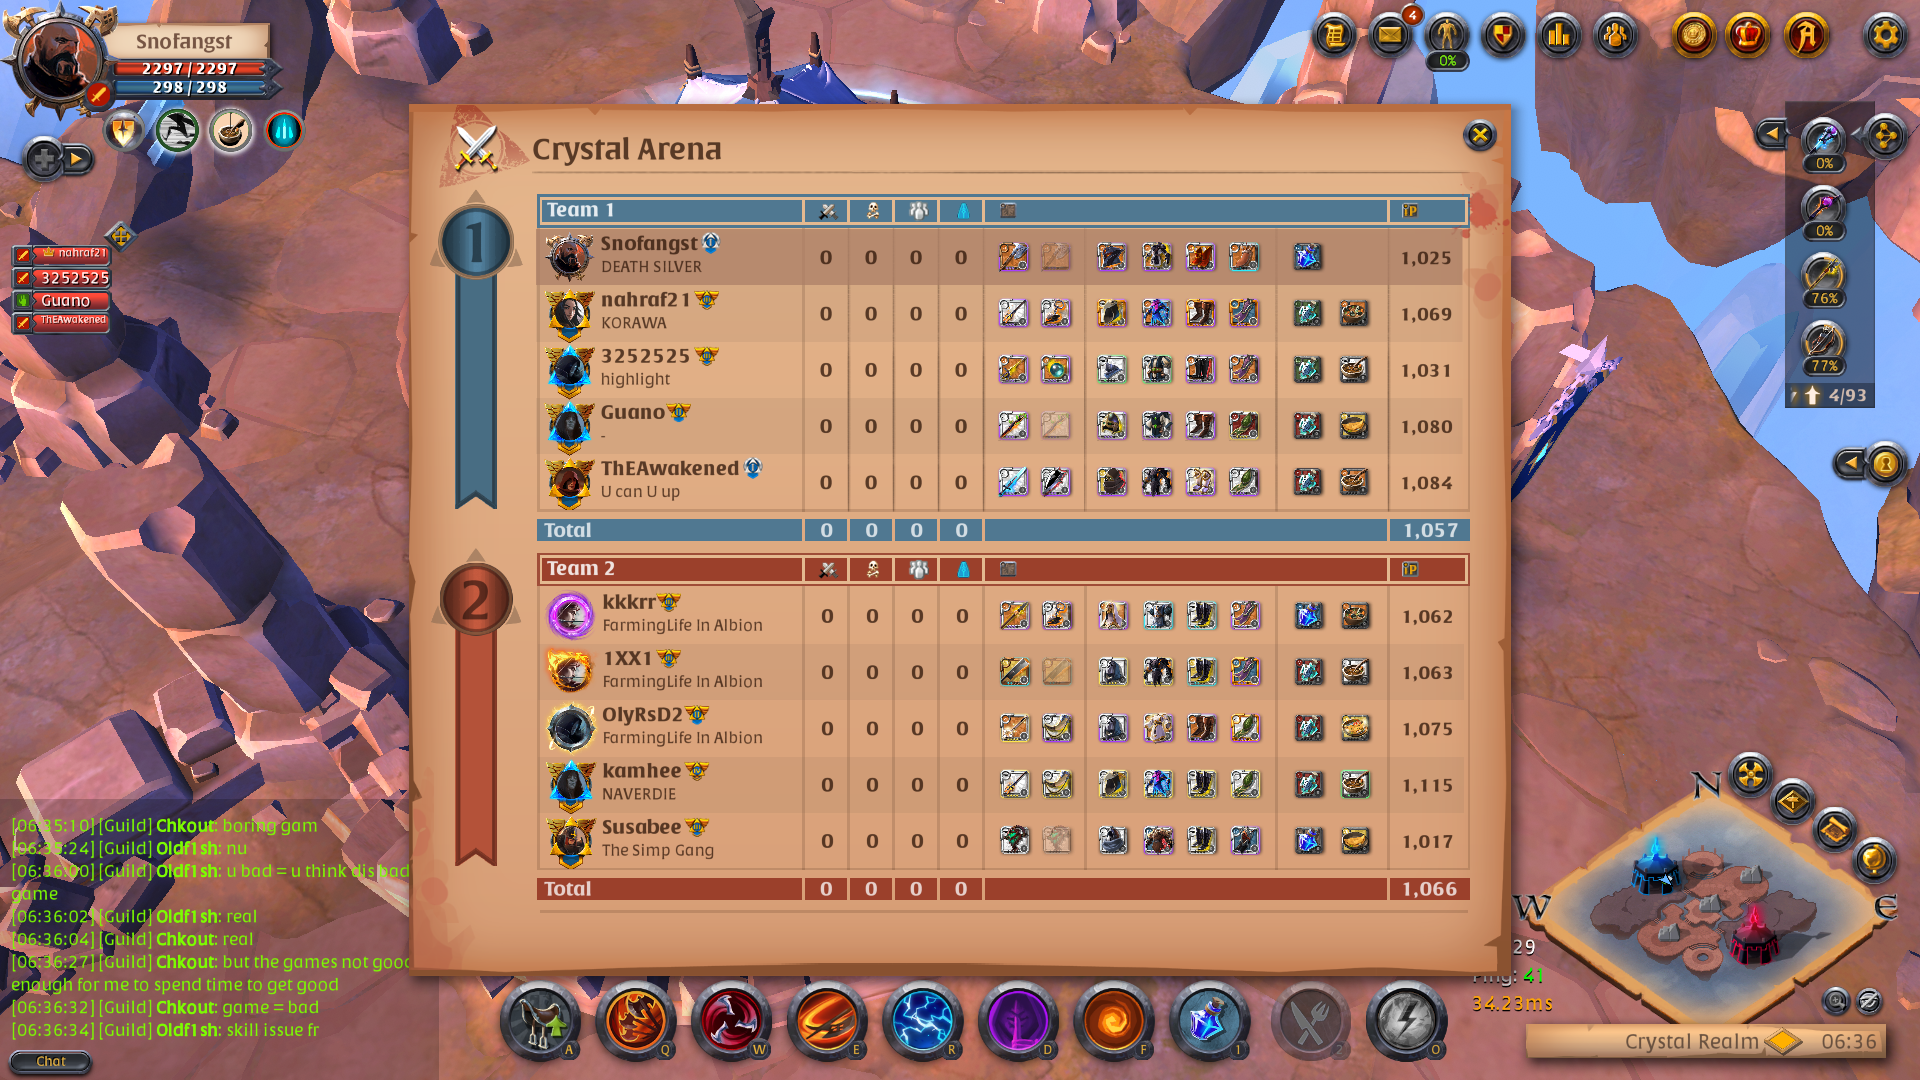 Snofangst
2297/2297
298/298
4
0%
nahraf21
3252525
Guano
ThEAwakened
0%
0%
76%
77%
4/93
Crystal Arena
1
Team 1
iP
Snofangst
DEATH SILVER
0 0 0 0 1,025
nahraf21
KORAWA
0 0 0 0 1,069
3252525
highlight
0 0 0 0 1,031
Guano
-
0 0 0 0 1,080
ThEAwakened
U can U up
0 0 0 0 1,084
Total 0 0 0 0 1,057
2
Team 2
iP
kkkrr
FarmingLife In Albion
0 0 0 0 1,062
1XX1
FarmingLife In Albion
0 0 0 0 1,063
OlyRsD2
FarmingLife In Albion
0 0 0 0 1,075
kamhee
NAVERDIE
0 0 0 0 1,115
Susabee
The Simp Gang
0 0 0 0 1,017
Total 0 0 0 0 1,066
[06:35:10] [Guild] Chkout: boring gam
[06:35:24] [Guild] Oldf1sh: nu
[06:36:00] [Guild] Oldf1sh: u bad = u think dis bad
game
[06:36:02] [Guild] Oldf1sh: real
[06:36:04] [Guild] Chkout: real
[06:36:27] [Guild] Chkout: but the games not good
enough for me to spend time to get good
[06:36:32] [Guild] Chkout: game = bad
[06:36:34] [Guild] Oldf1sh: skill issue fr
Chat
A Q W E R D F 1 2 O
N
W
E
29
Ping: 41
34.23ms
Crystal Realm 06:36